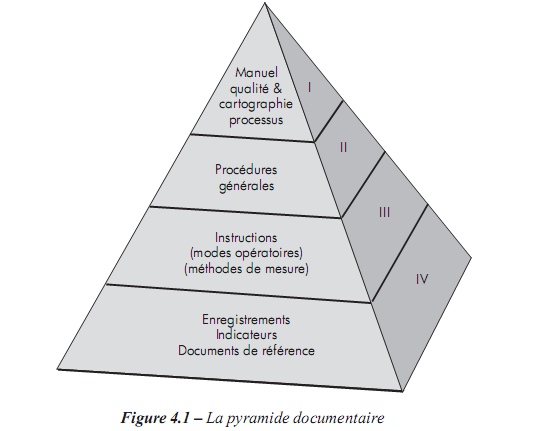 Manuel
qualité &
cartographie
processus
I
Procédures
générales
II
Instructions
(modes opératoires)
(méthodes de mesure)
III
Enregistrements
Indicateurs
Documents de référence
IV
Figure 4.1 – La pyramide documentaire